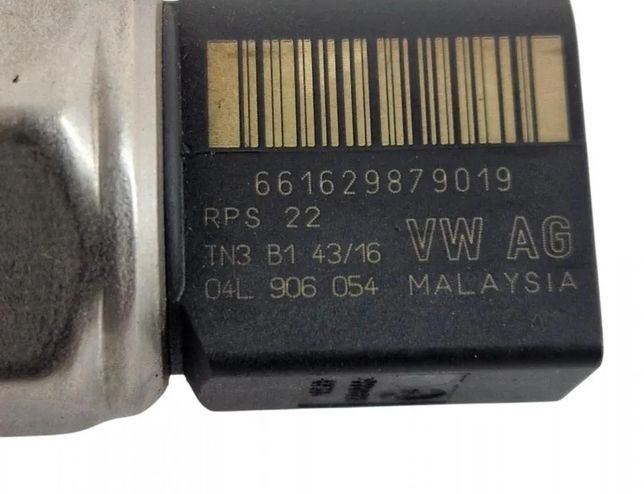 661629879019
RPS 22
TN3 B1 43/16 VW AG
04L 906 054 MALAYSIA